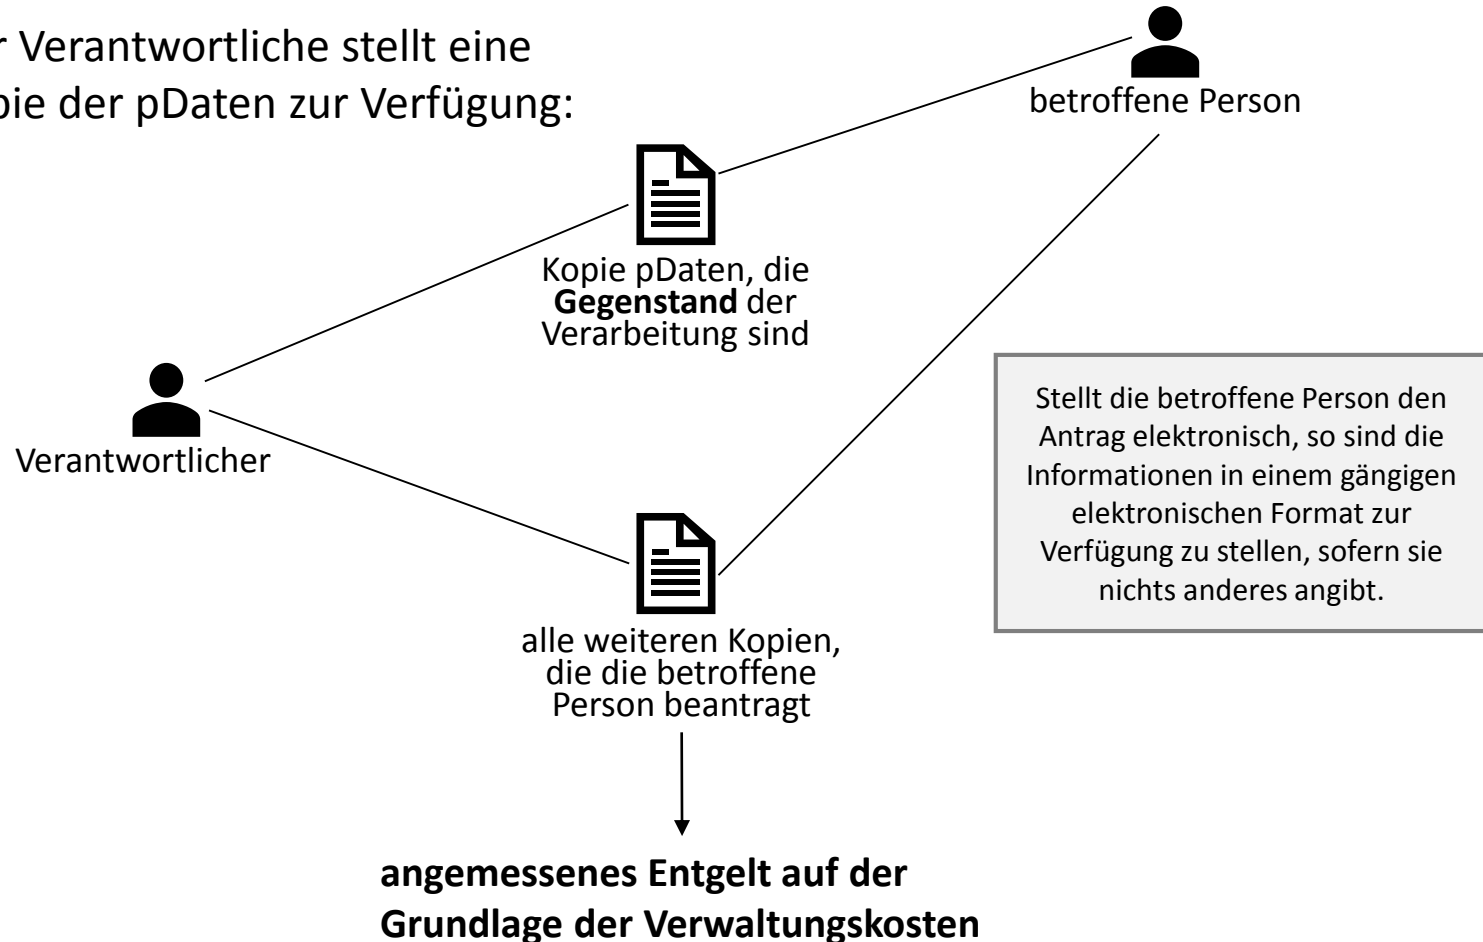 r Verantwortliche stellt eine
pie der pDaten zur Verfügung:
betroffene Person
Kopie pDaten, die
Gegenstand der
Verarbeitung sind
Verantwortlicher
Stellt die betroffene Person den
Antrag elektronisch, so sind die
Informationen in einem gängigen
elektronischen Format zur
Verfügung zu stellen, sofern sie
nichts anderes angibt.
alle weiteren Kopien,
die die betroffene
Person beantragt
angemessenes Entgelt auf der
Grundlage der Verwaltungskosten